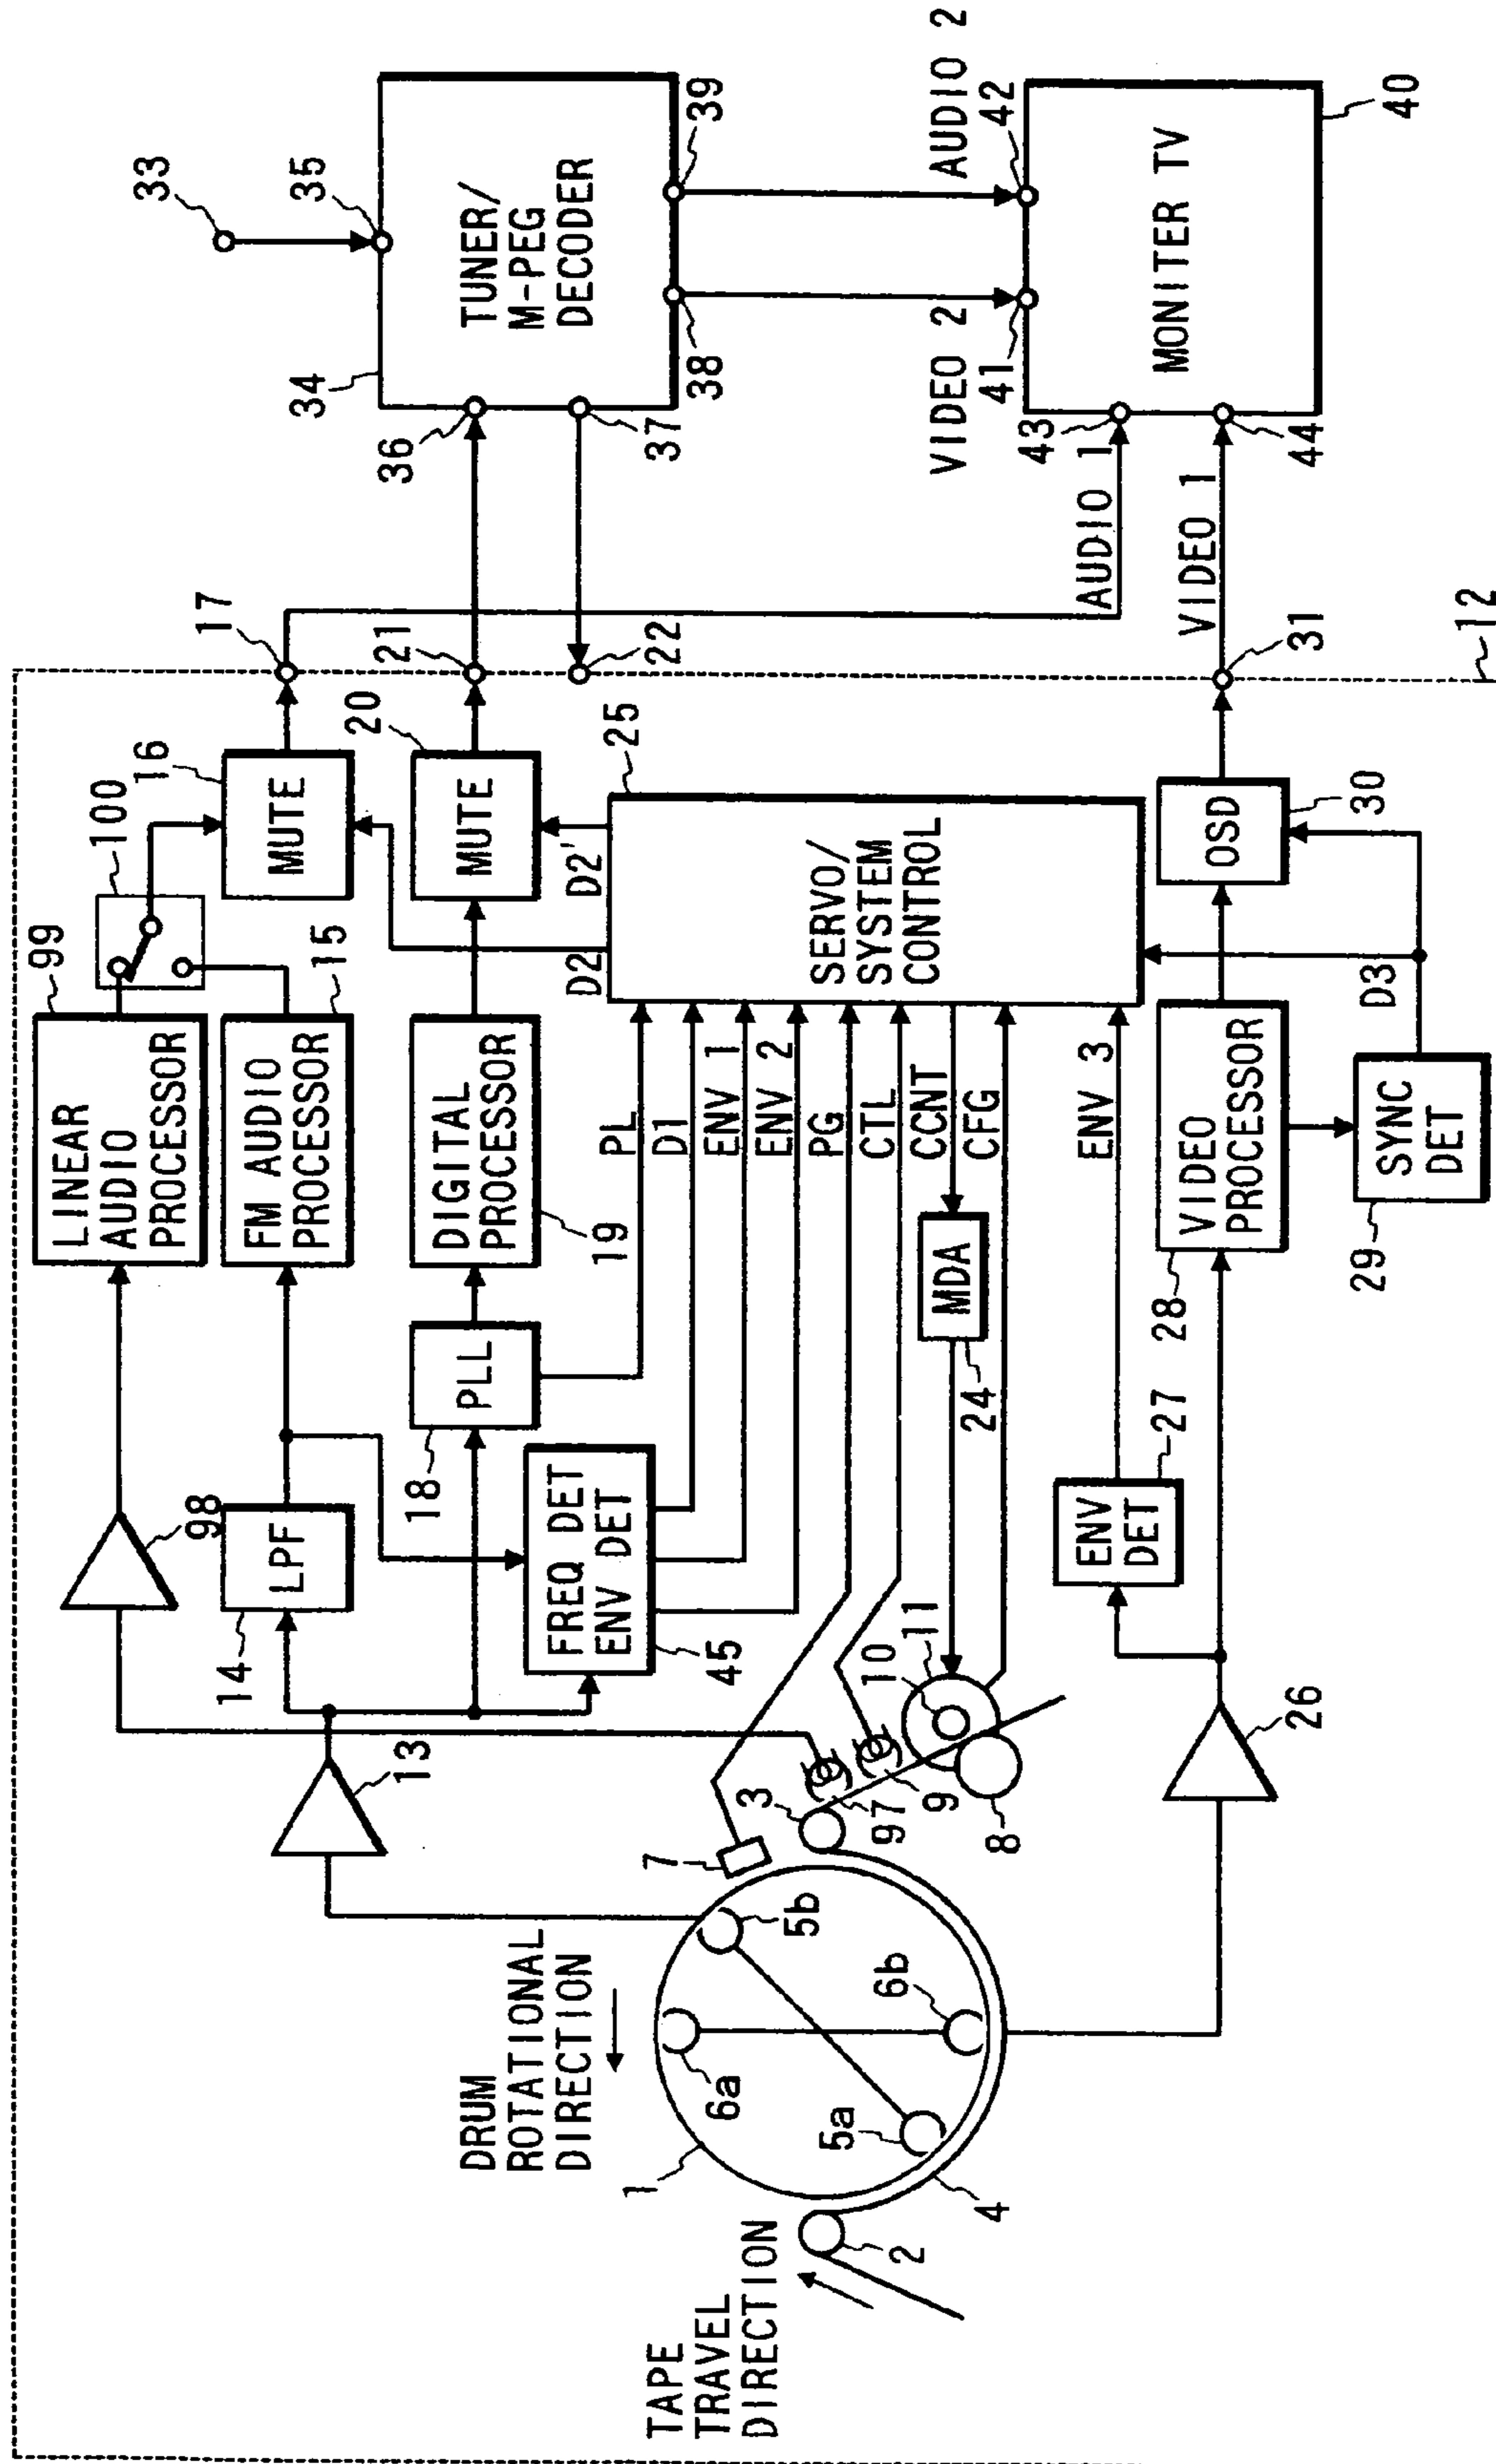 33
35
34
TUNER/
M-PEG
DECODER
36
37
38
39
VIDEO 2
AUDIO 2
41
42
43
44
MONITER TV
40
AUDIO 1
VIDEO 1
17
21
22
31
12
99
LINEAR
AUDIO
PROCESSOR
100
16
MUTE
FM AUDIO
PROCESSOR
15
20
MUTE
DIGITAL
PROCESSOR
19
D2
D2'
25
SERVO/
SYSTEM
CONTROL
PL
D1
ENV 1
ENV 2
PG
CTL
CCNT
CFG
ENV 3
MDA
24
OSD
30
D3
VIDEO
PROCESSOR
28
SYNC
DET
29
98
14
LPF
18
PLL
FREQ DET
ENV DET
45
ENV
DET
27
13
26
10
11
3
97
9
8
7
5b
6b
6a
5a
1
4
2
DRUM
ROTATIONAL
DIRECTION
TAPE
TRAVEL
DIRECTION